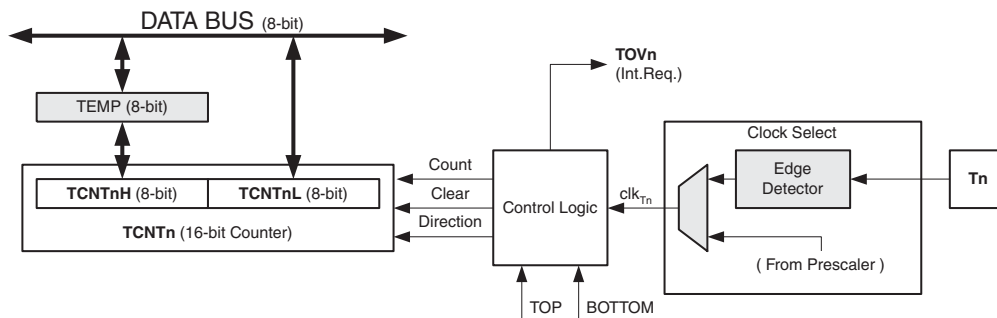 DATA BUS (8-bit)
TEMP (8-bit)
TCNTnH (8-bit)
TCNTnL (8-bit)
TCNTn (16-bit Counter)
Count
Clear
Direction
Control Logic
TOVn
(Int.Req.)
TOP
BOTTOM
clkTn
Clock Select
Edge
Detector
( From Prescaler )
Tn